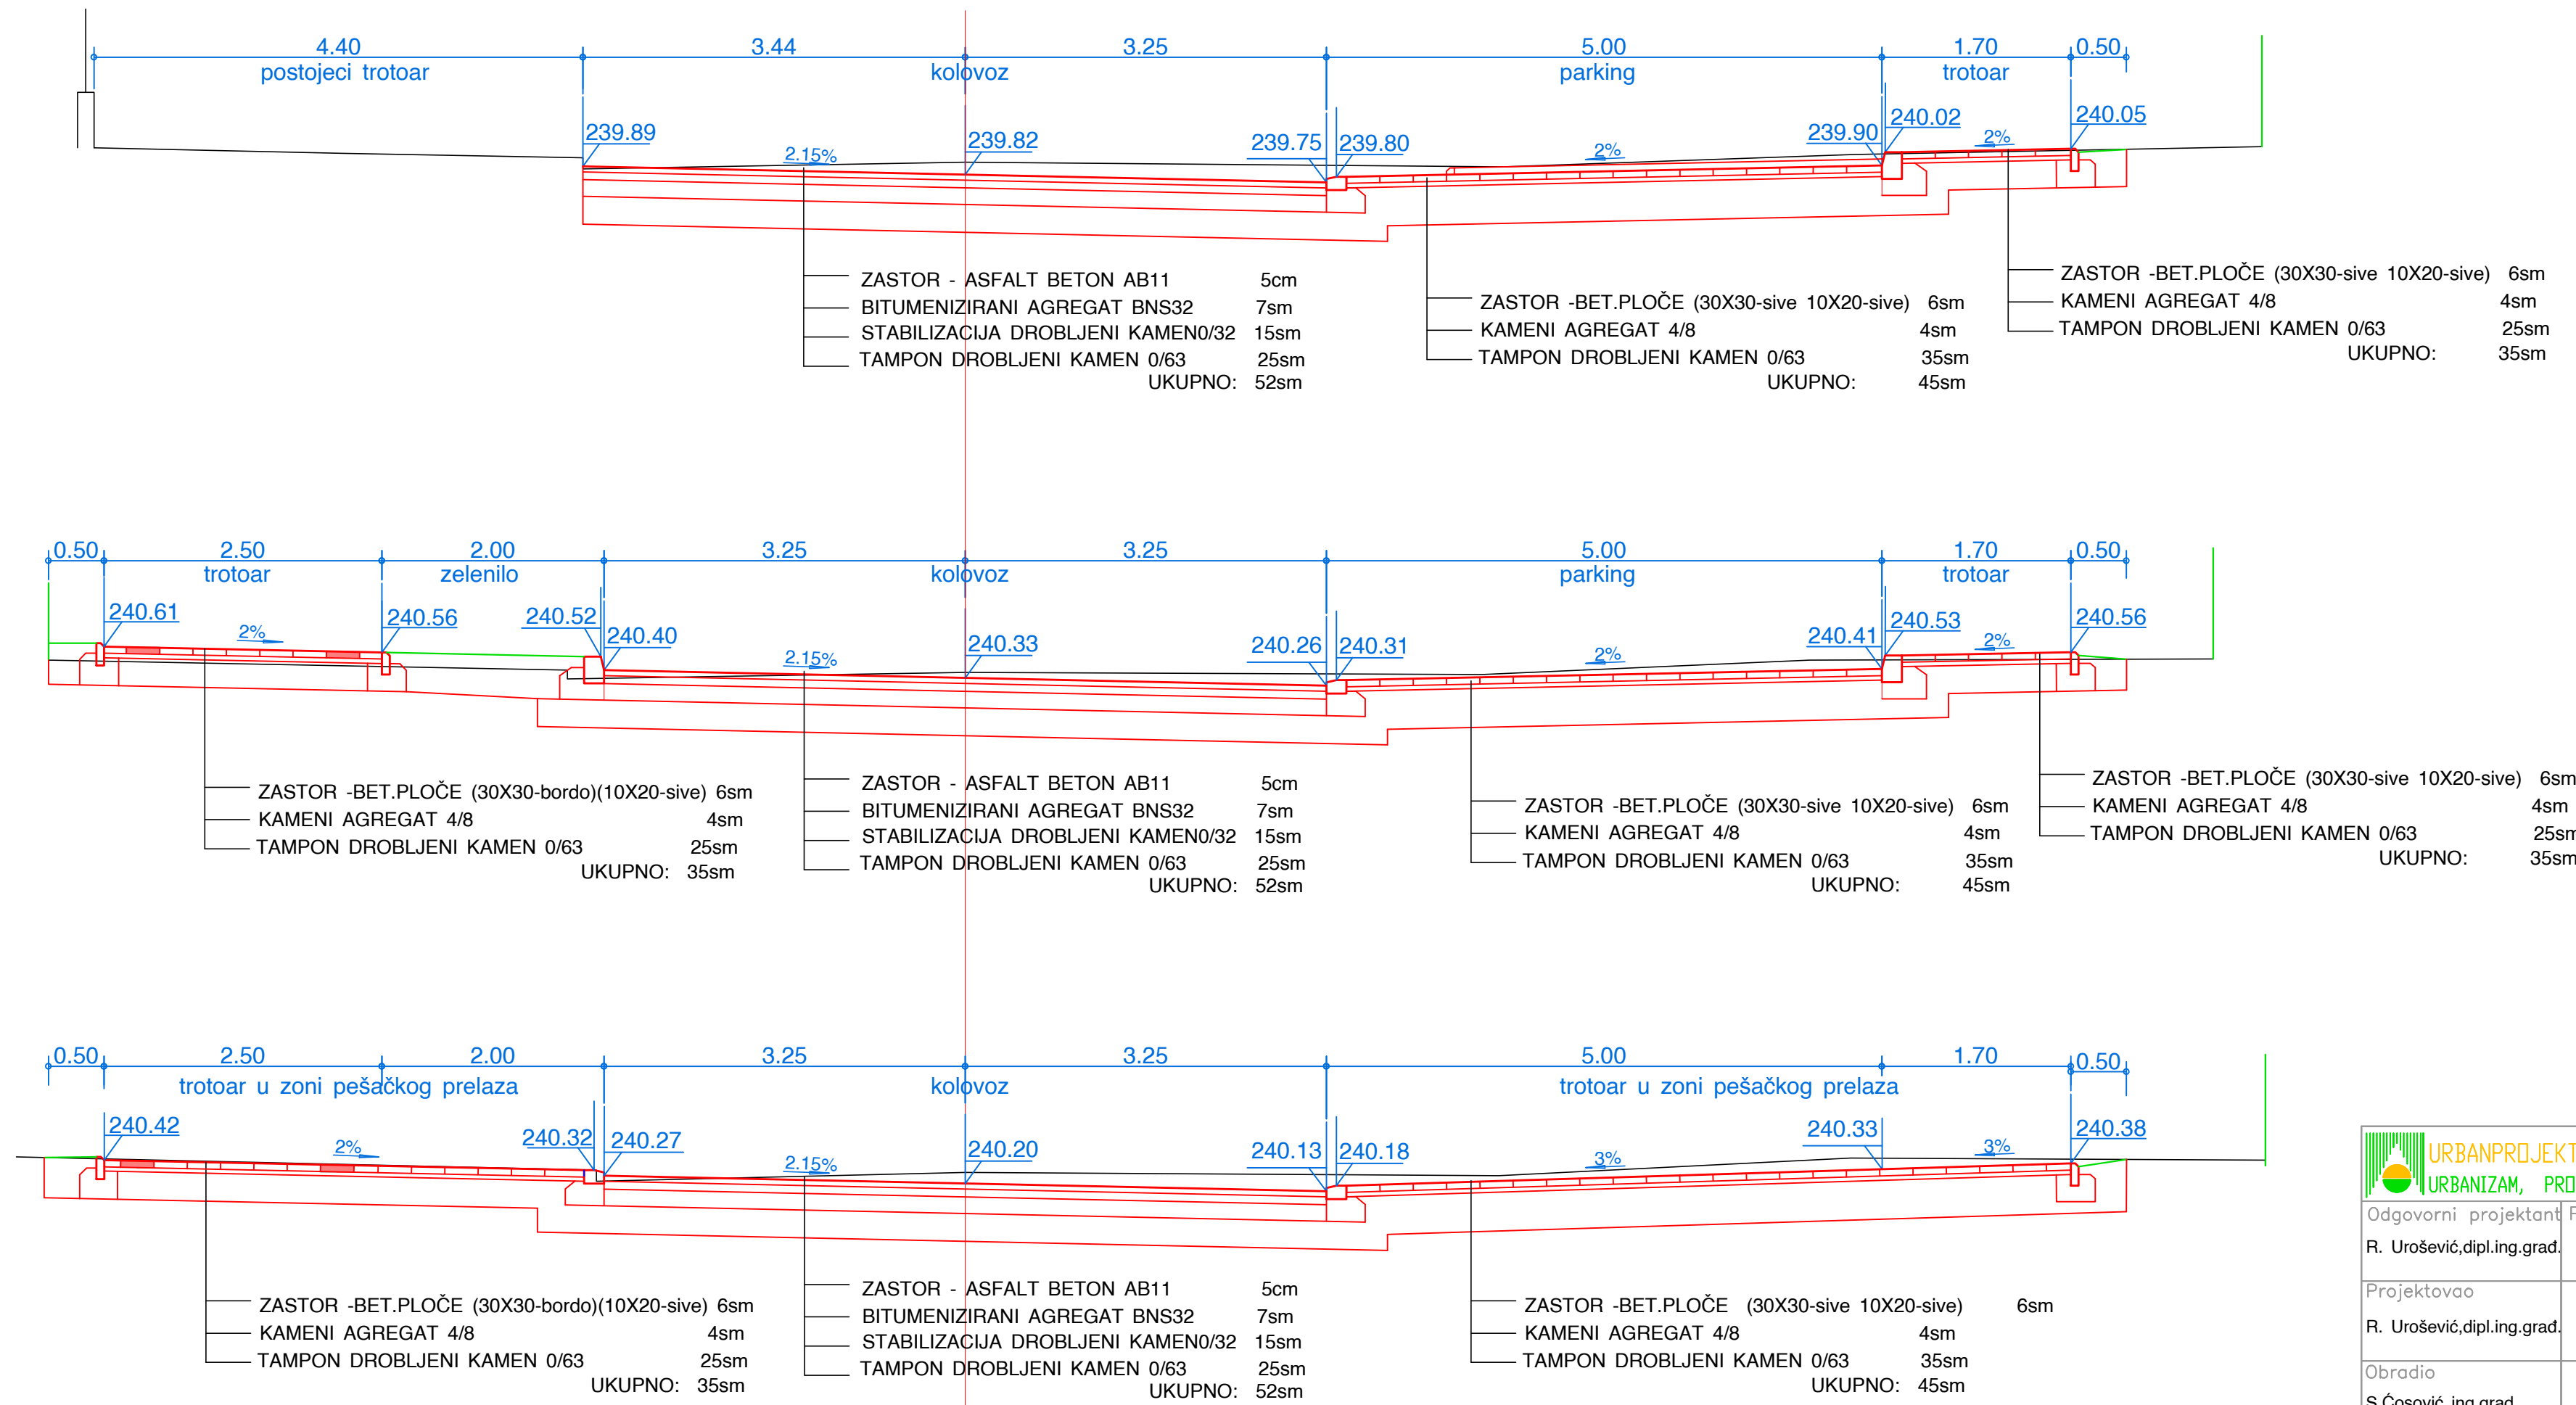 4.40 3.44 3.25 5.00 1.70 0.50
postojeci trotoar kolovoz parking trotoar
239.89 239.82 239.75 239.80 239.90 240.02 240.05
2.15% 2% 2%
ZASTOR - ASFALT BETON AB11 5cm
BITUMENIZIRANI AGREGAT BNS32 7sm
STABILIZACIJA DROBLJENI KAMEN0/32 15sm
TAMPON DROBLJENI KAMEN 0/63 25sm
UKUPNO: 52sm
ZASTOR -BET.PLOČE (30X30-sive 10X20-sive) 6sm
KAMENI AGREGAT 4/8 4sm
TAMPON DROBLJENI KAMEN 0/63 35sm
UKUPNO: 45sm
ZASTOR -BET.PLOČE (30X30-sive 10X20-sive) 6sm
KAMENI AGREGAT 4/8 4sm
TAMPON DROBLJENI KAMEN 0/63 25sm
UKUPNO: 35sm
0.50 2.50 2.00 3.25 3.25 5.00 1.70 0.50
trotoar zelenilo kolovoz parking trotoar
240.61 240.56 240.52 240.40 240.33 240.26 240.31 240.41 240.53 240.56
2% 2.15% 2% 2%
ZASTOR -BET.PLOČE (30X30-bordo)(10X20-sive) 6sm
KAMENI AGREGAT 4/8 4sm
TAMPON DROBLJENI KAMEN 0/63 25sm
UKUPNO: 35sm
ZASTOR - ASFALT BETON AB11 5cm
BITUMENIZIRANI AGREGAT BNS32 7sm
STABILIZACIJA DROBLJENI KAMEN0/32 15sm
TAMPON DROBLJENI KAMEN 0/63 25sm
UKUPNO: 52sm
ZASTOR -BET.PLOČE (30X30-sive 10X20-sive) 6sm
KAMENI AGREGAT 4/8 4sm
TAMPON DROBLJENI KAMEN 0/63 35sm
UKUPNO: 45sm
ZASTOR -BET.PLOČE (30X30-sive 10X20-sive) 6sm
KAMENI AGREGAT 4/8 4sm
TAMPON DROBLJENI KAMEN 0/63 25sm
UKUPNO: 35sm
0.50 2.50 2.00 3.25 3.25 5.00 1.70 0.50
trotoar u zoni pešačkog prelaza kolovoz trotoar u zoni pešačkog prelaza
240.42 240.32 240.27 240.20 240.13 240.18 240.33 240.38
2% 2.15% 3% 3%
ZASTOR -BET.PLOČE (30X30-bordo)(10X20-sive) 6sm
KAMENI AGREGAT 4/8 4sm
TAMPON DROBLJENI KAMEN 0/63 25sm
UKUPNO: 35sm
ZASTOR - ASFALT BETON AB11 5cm
BITUMENIZIRANI AGREGAT BNS32 7sm
STABILIZACIJA DROBLJENI KAMEN0/32 15sm
TAMPON DROBLJENI KAMEN 0/63 25sm
UKUPNO: 52sm
ZASTOR -BET.PLOČE (30X30-sive 10X20-sive) 6sm
KAMENI AGREGAT 4/8 4sm
TAMPON DROBLJENI KAMEN 0/63 35sm
UKUPNO: 45sm
URBANPROJEKT
URBANIZAM, PRO
Odgovorni projektant
R. Urošević,dipl.ing.građ.
Projektovao
R. Urošević,dipl.ing.građ.
Obradio
S.Ćosović, ing.grad.